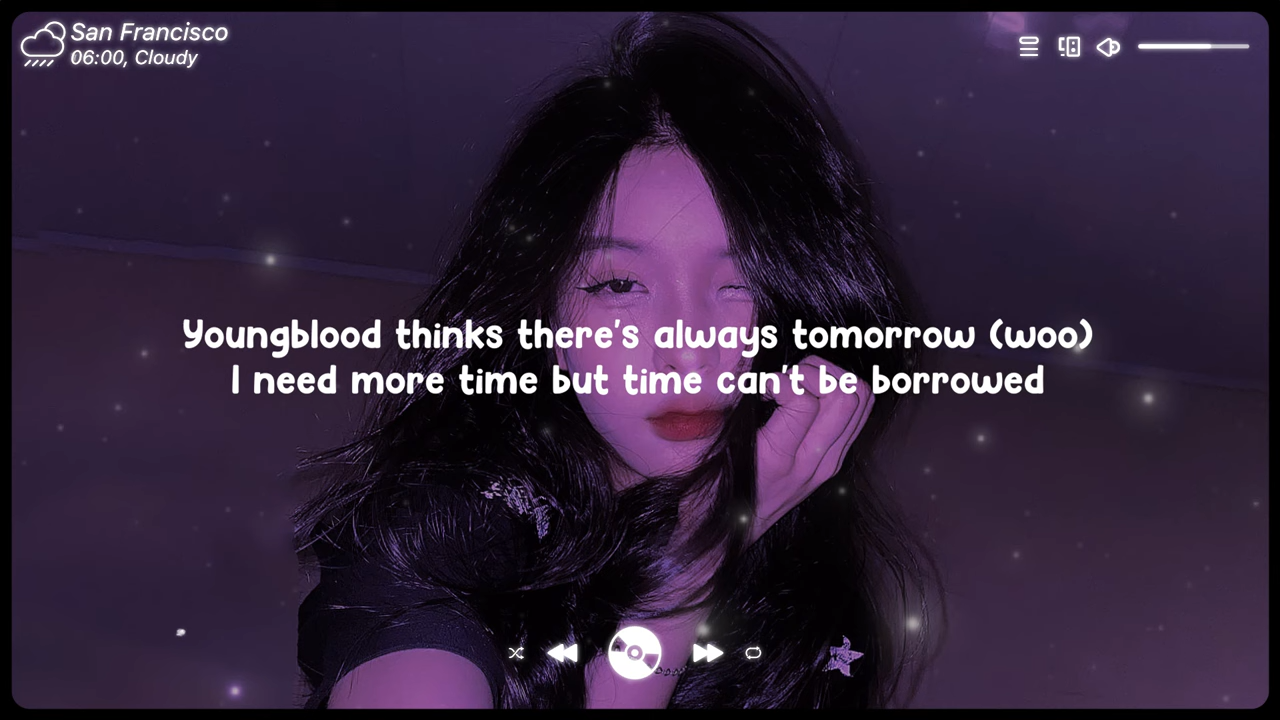 San Francisco
06:00, Cloudy
Youngblood thinks there's always tomorrow (woo)
I need more time but time can't be borrowed